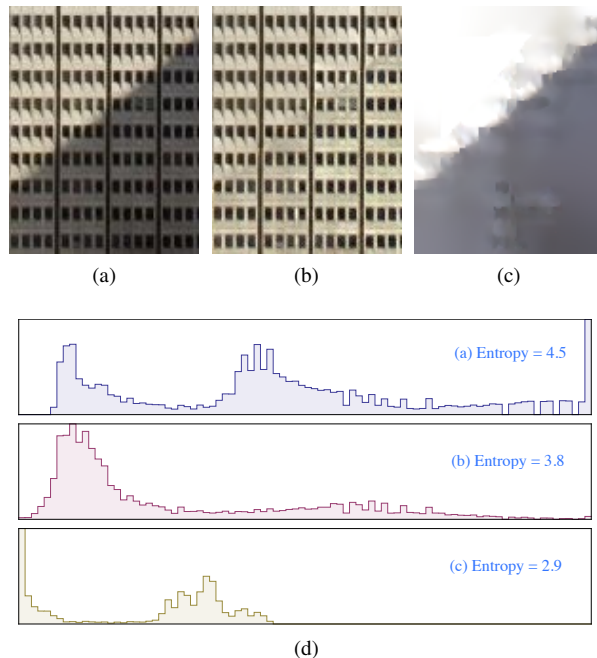 (a) (b) (c)
(a) Entropy = 4.5
(b) Entropy = 3.8
(c) Entropy = 2.9
(d)